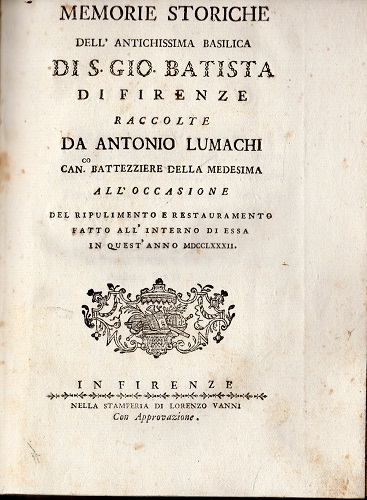 MEMORIE STORICHE
DELL' ANTICHISSIMA BASILICA
DI S. GIO. BATISTA
DI FIRENZE
RACCOLTE
DA ANTONIO LUMACHI
CAN.CO BATTEZZIERE DELLA MEDESIMA
ALL'OCCASIONE
DEL RIPULIMENTO E RESTAURAMENTO
FATTO ALL' INTERNO DI ESSA
IN QUEST'ANNO MDCCLXXXII.
IN FIRENZE
NELLA STAMPERIA DI LORENZO VANNI
Con Approvazione.